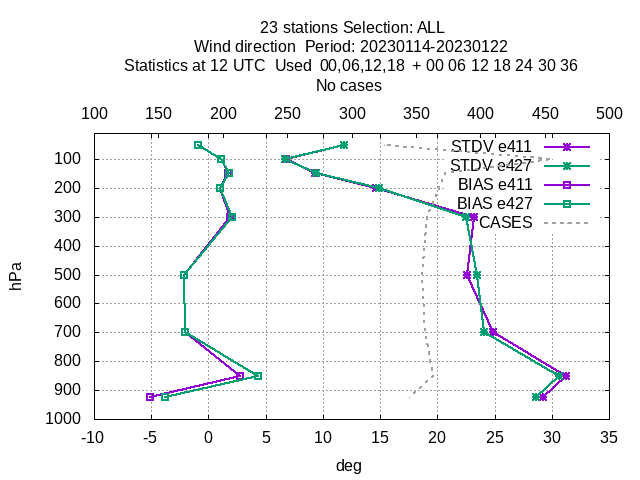 23 stations Selection: ALL
Wind direction  Period: 20230114-20230122
Statistics at 12 UTC  Used  00,06,12,18  + 00 06 12 18 24 30 36
No cases
100 150 200 250 300 350 400 450 500
STDV e411
100
STDV e427
BIAS e411
200
BIAS e427
300
CASES
400
hPa
500
600
700
800
900
1000
-10 -5 0 5 10 15 20 25 30 35
deg